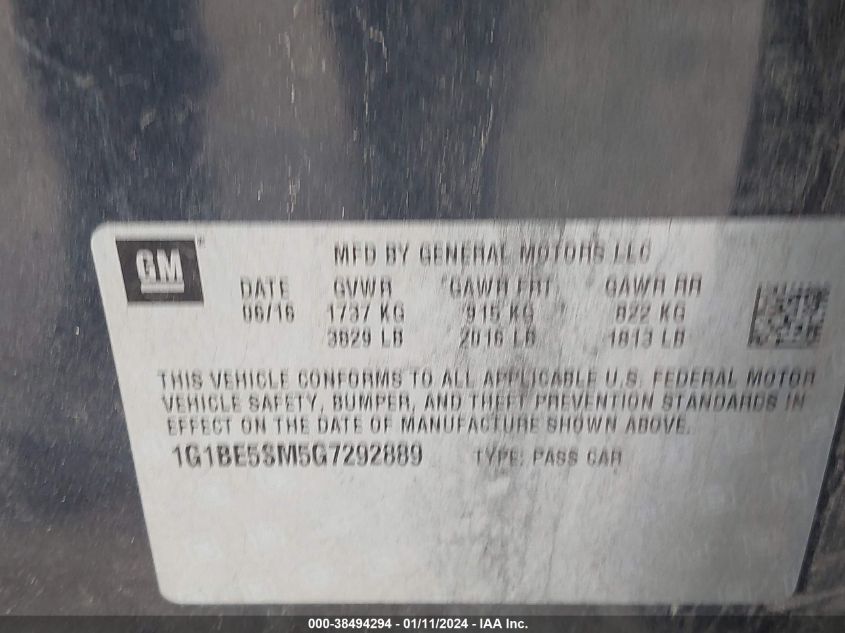 GM
MFD BY GENERAL MOTORS LLC
DATE GVWR GAWR FRT GAWR RR
06/16 1737 KG 915 KG 822 KG
3829 LB 2016 LB 1813 LB
THIS VEHICLE CONFORMS TO ALL APPLICABLE U.S. FEDERAL MOTOR
VEHICLE SAFETY, BUMPER, AND THEFT PREVENTION STANDARDS IN
EFFECT ON THE DATE OF MANUFACTURE SHOWN ABOVE.
1G1BE5SM5G7292889 TYPE: PASS CAR
000-38494294 - 01/11/2024 - IAA Inc.